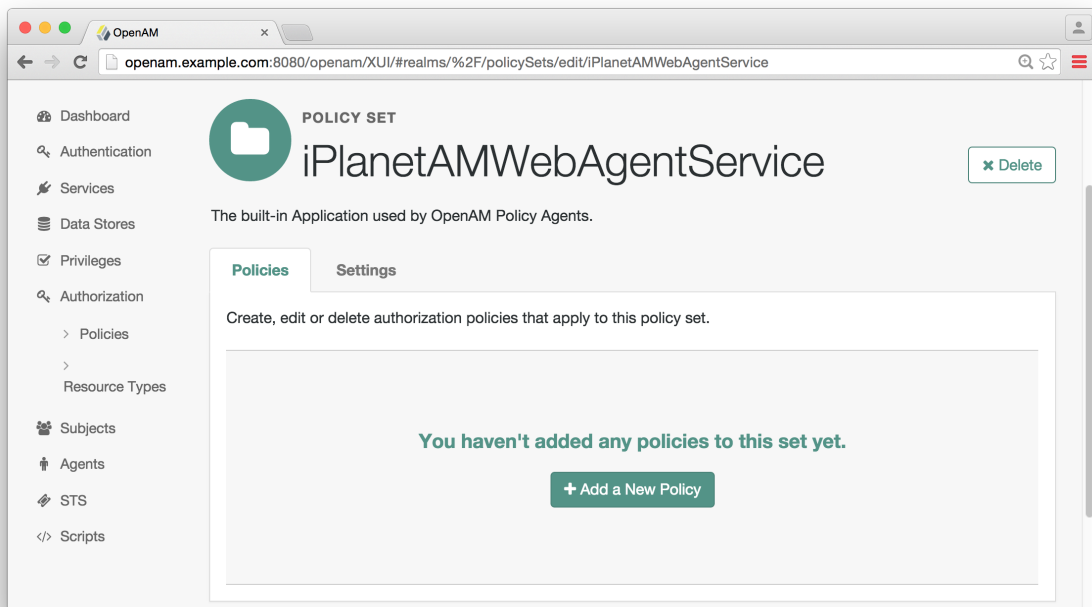 OpenAM
openam.example.com:8080/openam/XUI/#realms/%2F/policySets/edit/iPlanetAMWebAgentService
Dashboard
Authentication
Services
Data Stores
Privileges
Authorization
Policies
Resource Types
Subjects
Agents
STS
Scripts
POLICY SET
iPlanetAMWebAgentService
Delete
The built-in Application used by OpenAM Policy Agents.
Policies Settings
Create, edit or delete authorization policies that apply to this policy set.
You haven't added any policies to this set yet.
+ Add a New Policy